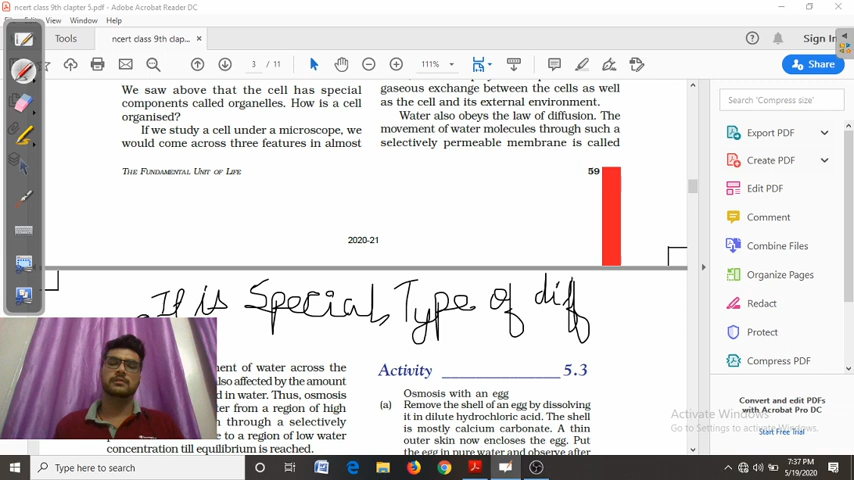 ncert class 9th chapter 5.pdf - Adobe Acrobat Reader DC
Edit View Window Help
Tools
ncert class 9th clap... ×
Sign In
3 / 11
111%
Share
We saw above that the cell has special
components called organelles. How is a cell
organised?
If we study a cell under a microscope, we
would come across three features in almost
gaseous exchange between the cells as well
as the cell and its external environment.
Water also obeys the law of diffusion. The
movement of water molecules through such a
selectively permeable membrane is called
THE FUNDAMENTAL UNIT OF LIFE
59
2020-21
It is Special Type of diff
ment of water across the
also affected by the amount
d in water. Thus, osmosis
ter from a region of high
n through a selectively
e to a region of low water
concentration till equilibrium is reached.
Activity 5.3
Osmosis with an egg
(a) Remove the shell of an egg by dissolving
it in dilute hydrochloric acid. The shell
is mostly calcium carbonate. A thin
outer skin now encloses the egg. Put
the egg in pure water and observe after
Search 'Compress size'
Export PDF
Create PDF
Edit PDF
Comment
Combine Files
Organize Pages
Redact
Protect
Compress PDF
Convert and edit PDFs
with Acrobat Pro DC
Start Free Trial
Activate Windows
Go to Settings to activate Windows.
Type here to search
7:37 PM
5/19/2020